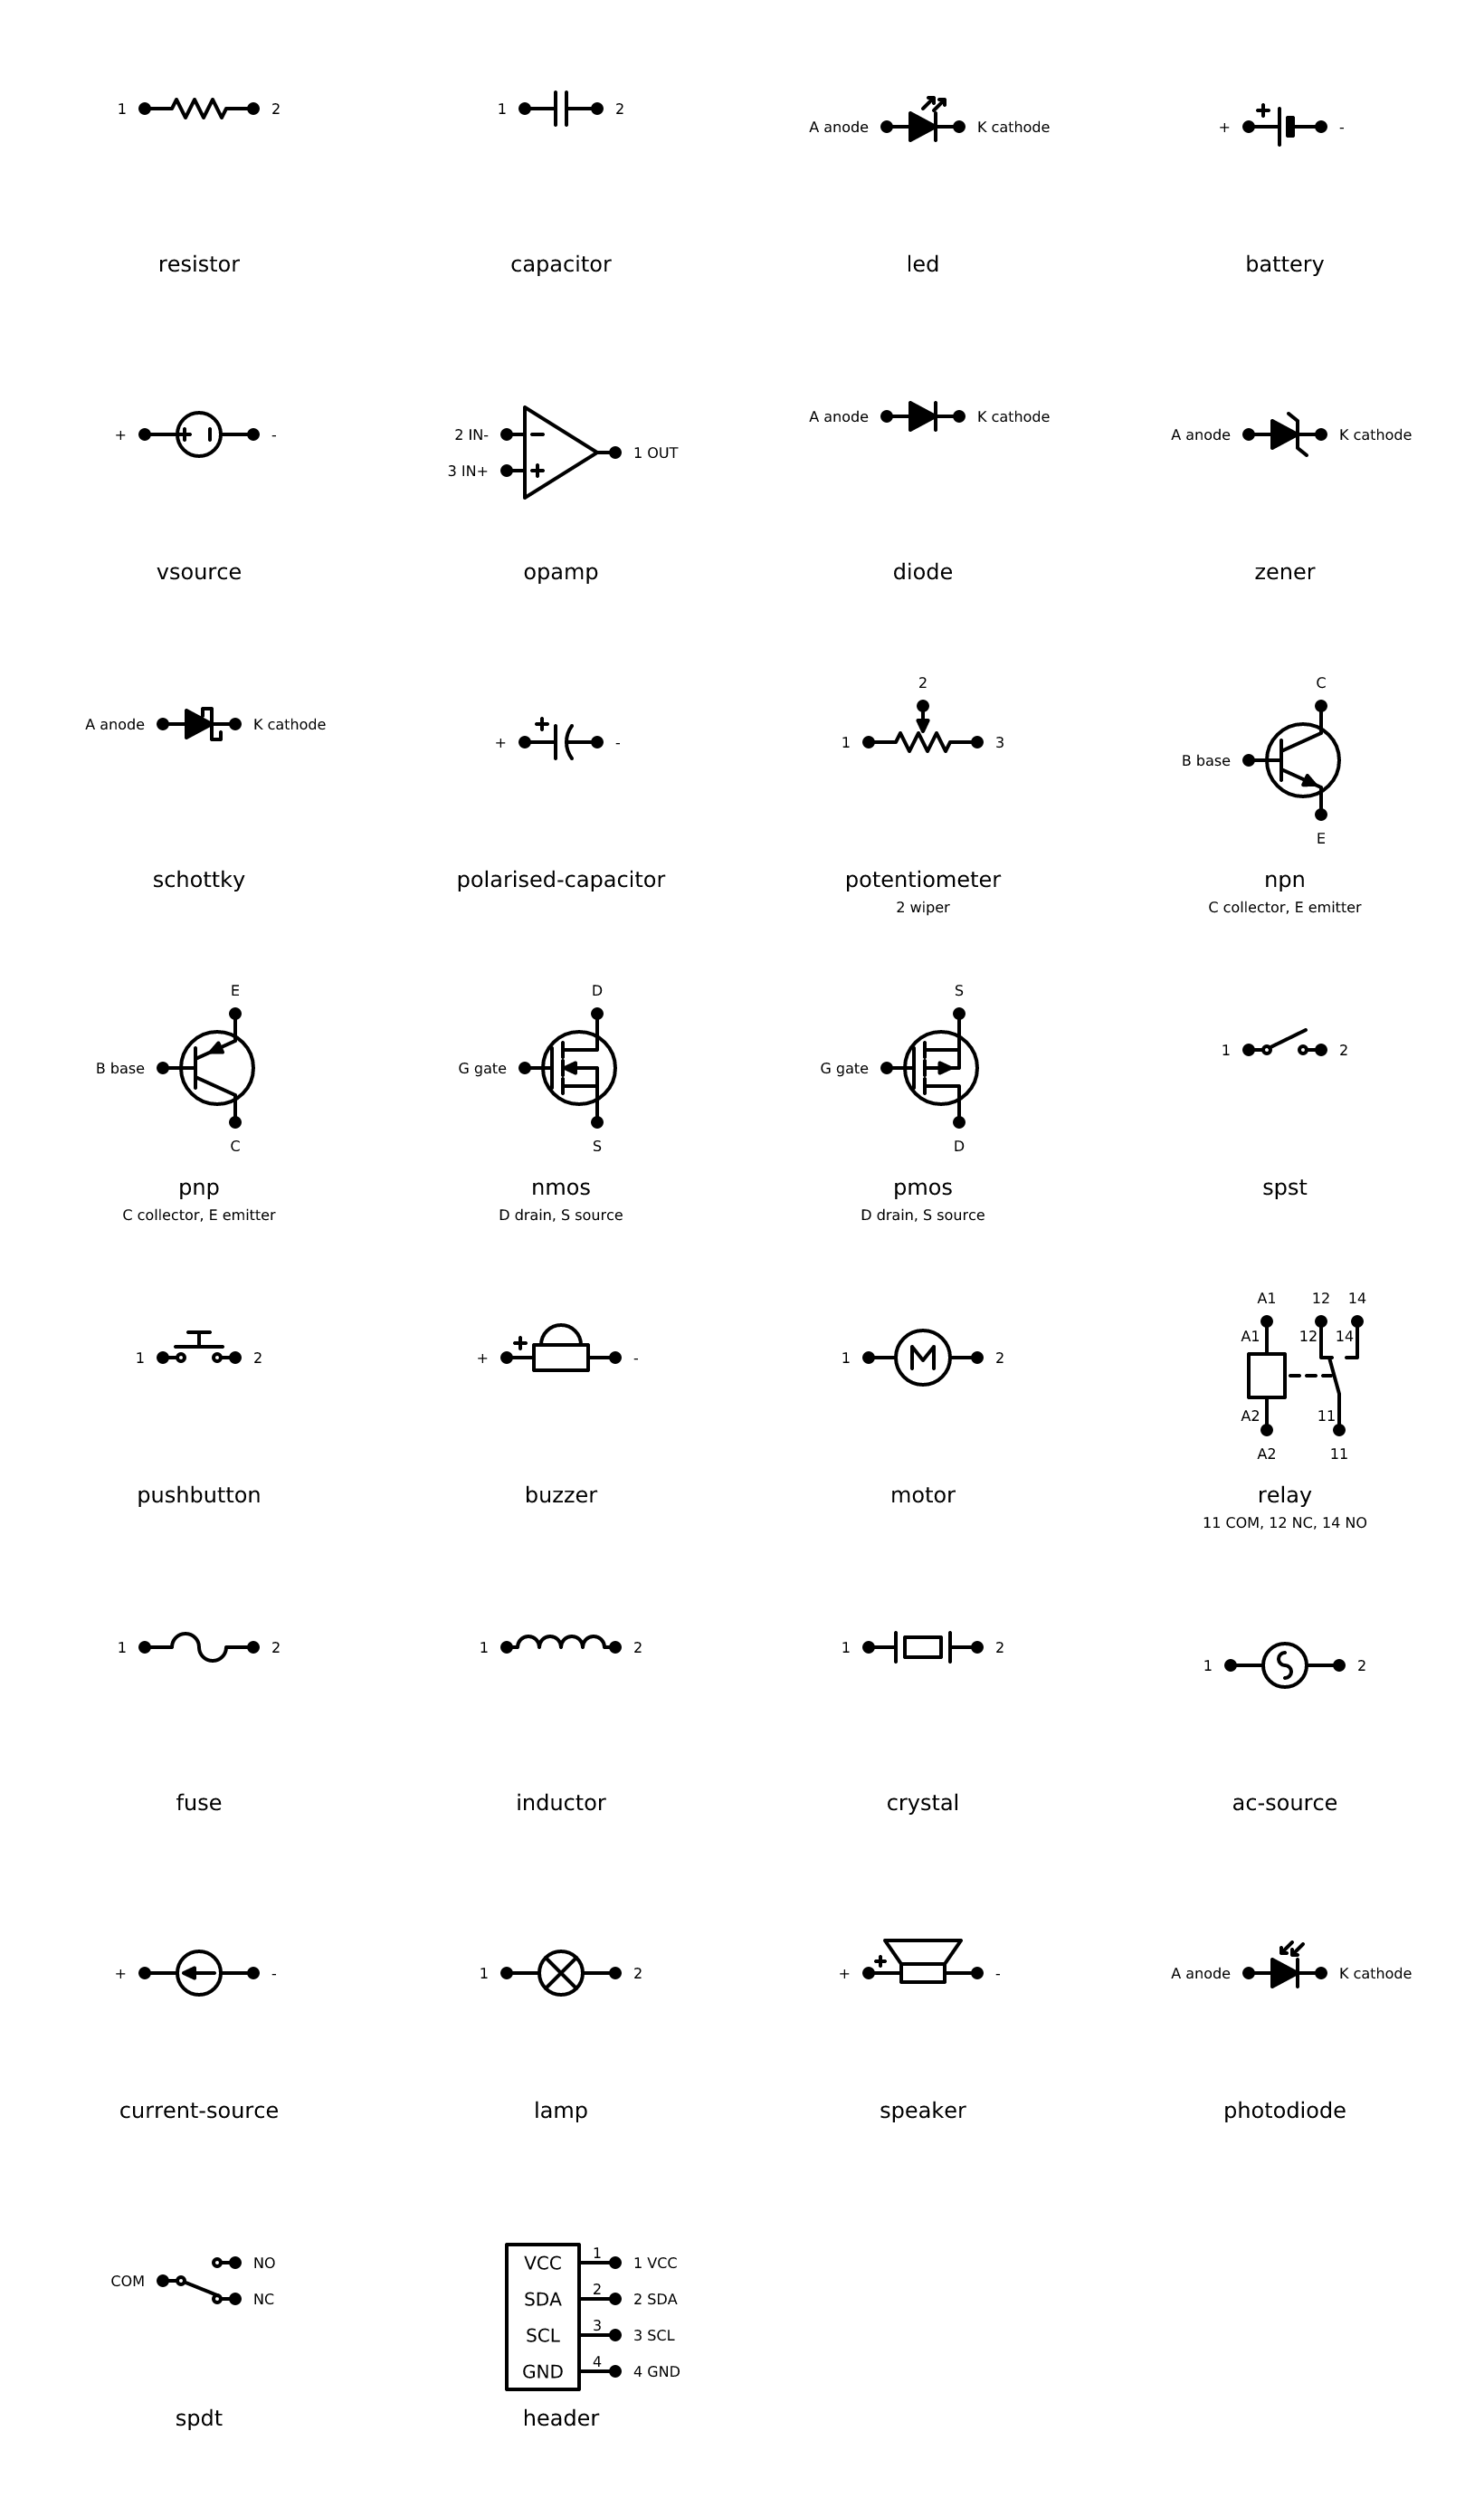 1 2
1 2
A anode K cathode
+ + -
resistor
capacitor
led
battery
+ + -
2 IN- -
3 IN+ +
1 OUT
A anode K cathode
A anode K cathode
vsource
opamp
diode
zener
A anode K cathode
+ + -
2
1 3
C
B base
E
schottky
polarised-capacitor
potentiometer
2 wiper
npn
C collector, E emitter
E
B base
C
D
G gate
S
S
G gate
D
1 2
pnp
C collector, E emitter
nmos
D drain, S source
pmos
D drain, S source
spst
1 2
+ + -
1 M 2
A1 12 14
A1 12 14
A2 11
A2 11
pushbutton
buzzer
motor
relay
11 COM, 12 NC, 14 NO
1 2
1 2
1 2
1 2
fuse
inductor
crystal
ac-source
+ -
1 2
+ + -
A anode K cathode
current-source
lamp
speaker
photodiode
NO
COM
NC
VCC 1 1 VCC
SDA 2 2 SDA
SCL 3 3 SCL
GND 4 4 GND
spdt
header